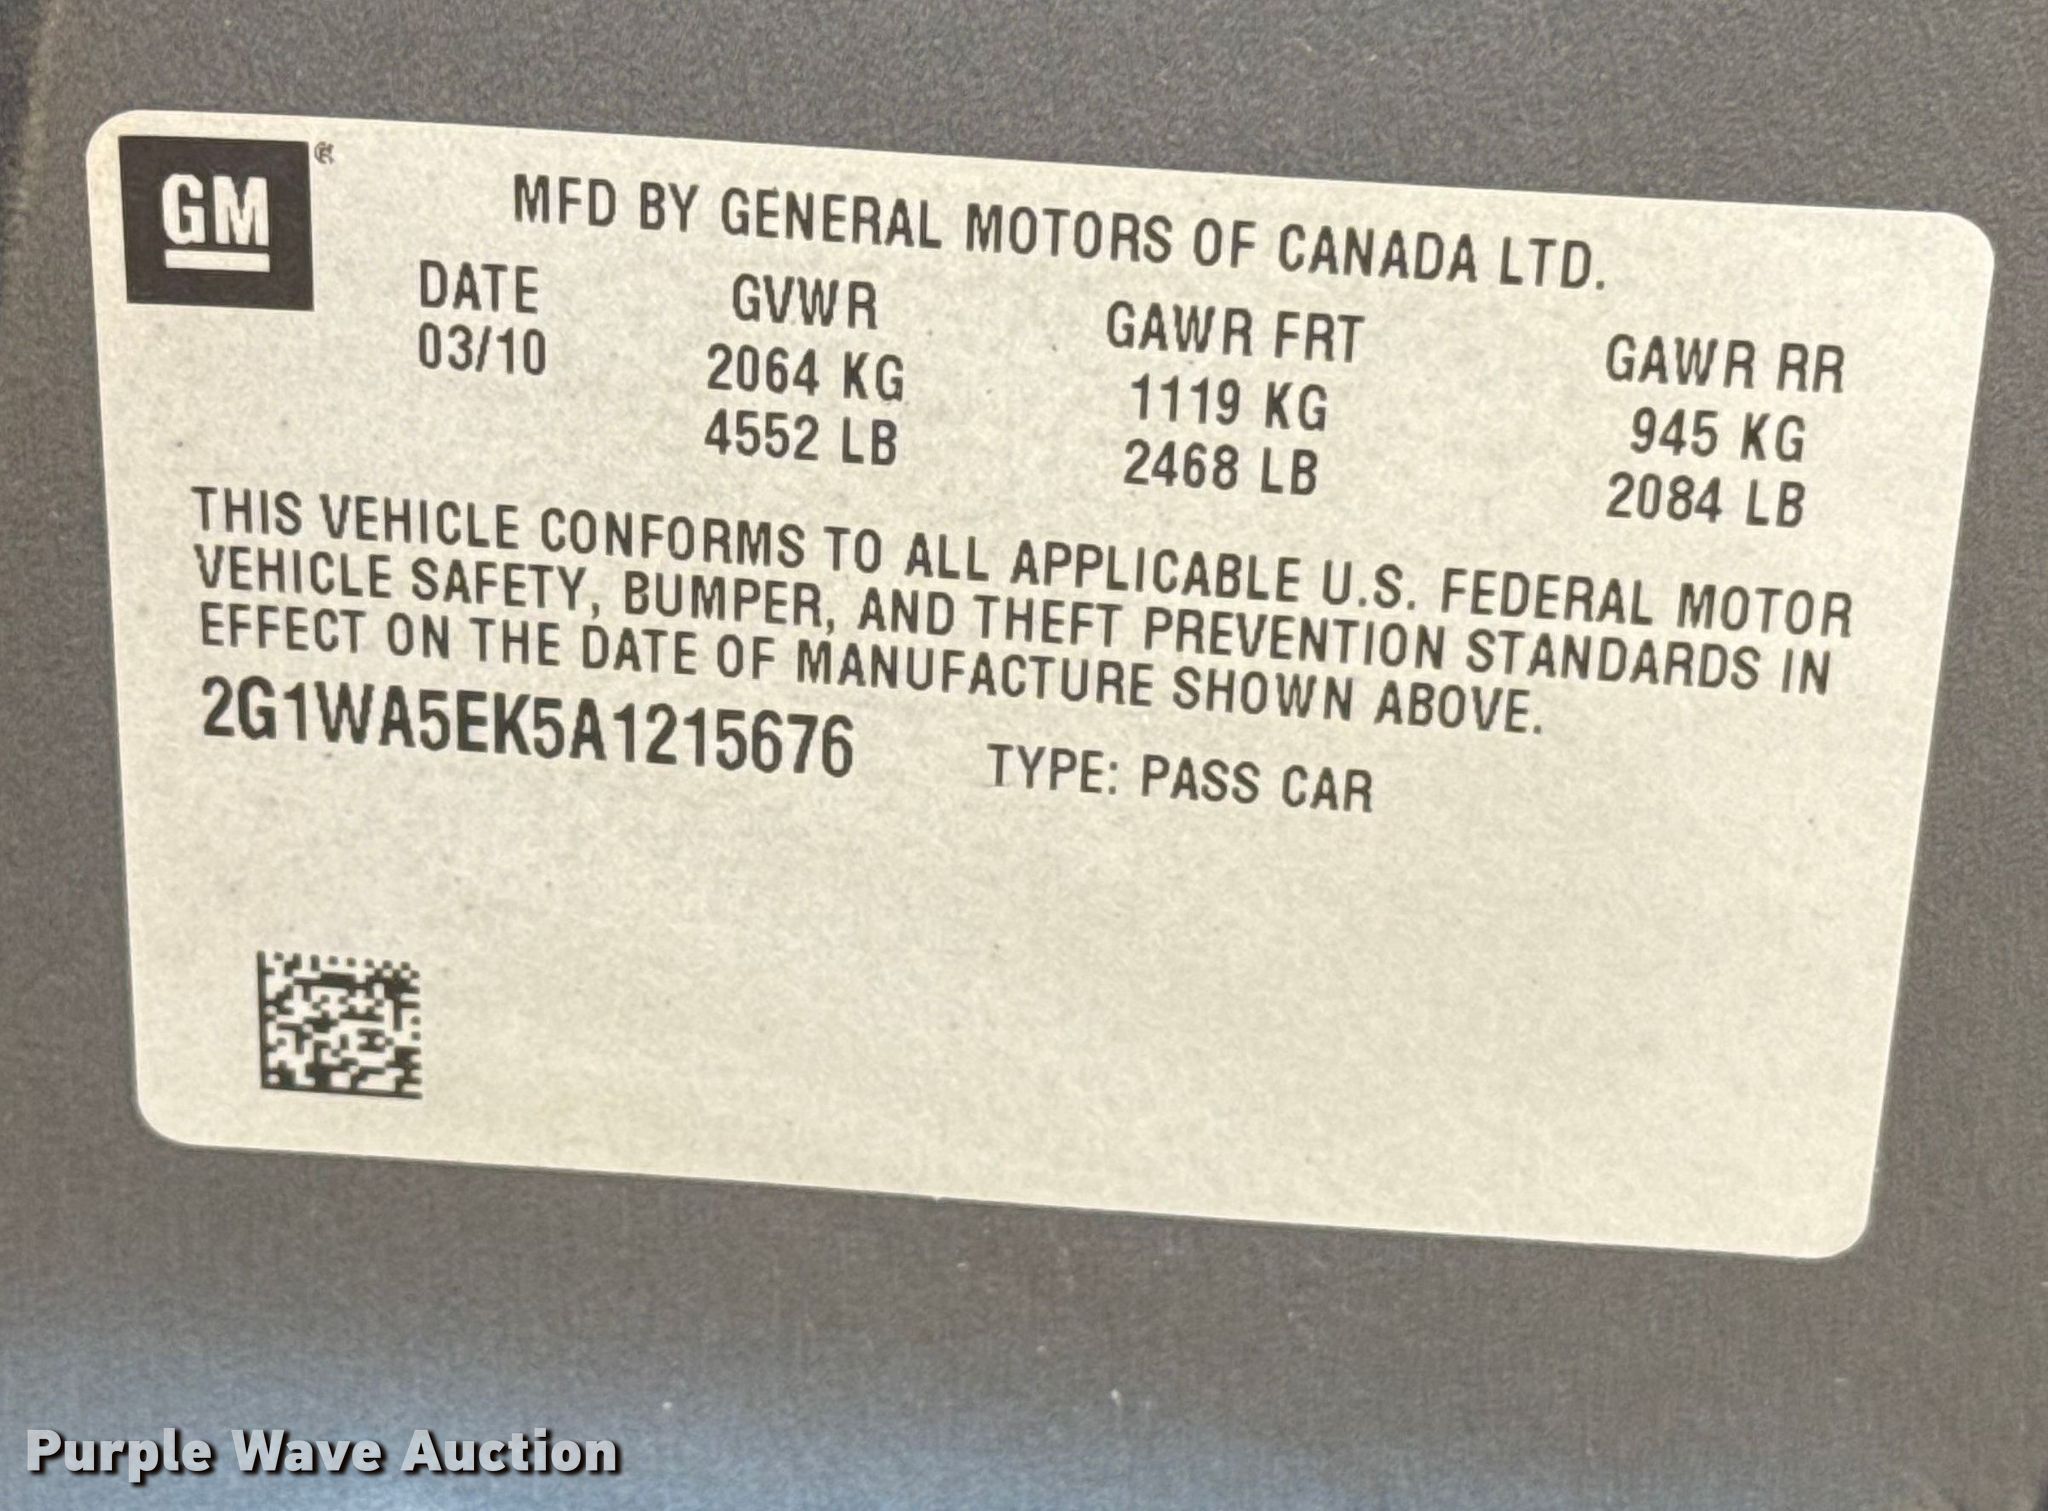 GM®
MFD BY GENERAL MOTORS OF CANADA LTD.
DATE GVWR GAWR FRT GAWR RR
03/10 2064 KG 1119 KG 945 KG
4552 LB 2468 LB 2084 LB
THIS VEHICLE CONFORMS TO ALL APPLICABLE U.S. FEDERAL MOTOR
VEHICLE SAFETY, BUMPER, AND THEFT PREVENTION STANDARDS IN
EFFECT ON THE DATE OF MANUFACTURE SHOWN ABOVE.
2G1WA5EK5A1215676 TYPE: PASS CAR
Purple Wave Auction